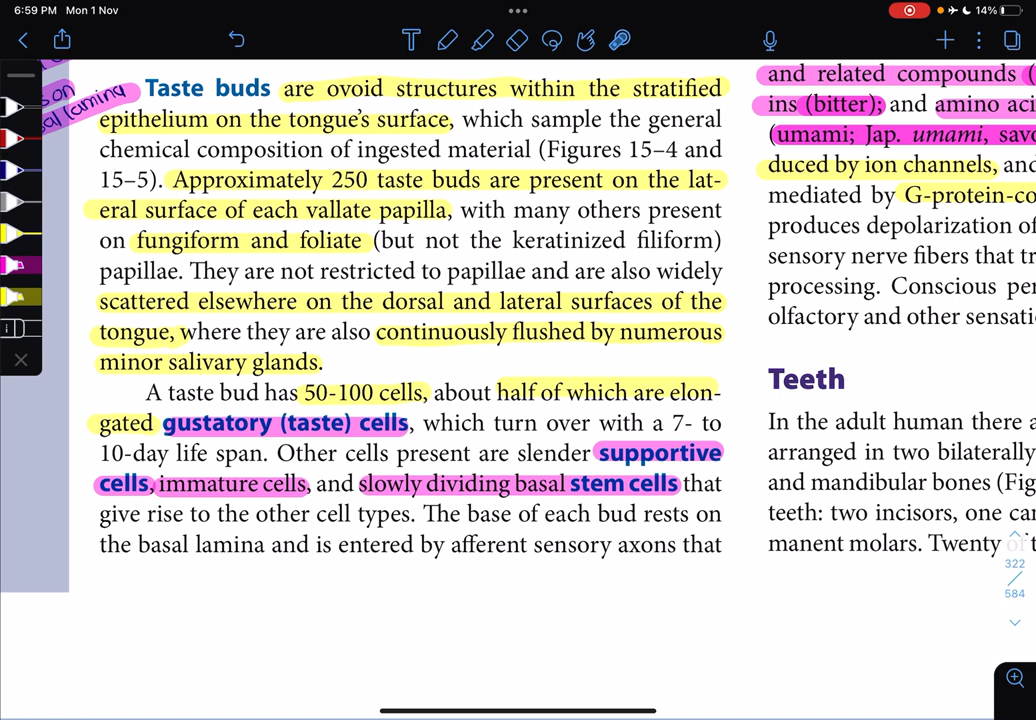 6:59 PM Mon 1 Nov
14%
T
on
al lamina
Taste buds are ovoid structures within the stratified
epithelium on the tongue's surface, which sample the general
chemical composition of ingested material (Figures 15–4 and
15–5). Approximately 250 taste buds are present on the lat-
eral surface of each vallate papilla, with many others present
on fungiform and foliate (but not the keratinized filiform)
papillae. They are not restricted to papillae and are also widely
scattered elsewhere on the dorsal and lateral surfaces of the
tongue, where they are also continuously flushed by numerous
minor salivary glands.
A taste bud has 50-100 cells, about half of which are elon-
gated gustatory (taste) cells, which turn over with a 7- to
10-day life span. Other cells present are slender supportive
cells, immature cells, and slowly dividing basal stem cells that
give rise to the other cell types. The base of each bud rests on
the basal lamina and is entered by afferent sensory axons that
and related compounds (
ins (bitter); and amino aci
(umami; Jap. umami, savo
duced by ion channels, and
mediated by G-protein-co
produces depolarization of
sensory nerve fibers that tr
processing. Conscious per
olfactory and other sensati
Teeth
In the adult human there a
arranged in two bilaterally
and mandibular bones (Fig
teeth: two incisors, one can
manent molars. Twenty of t
322
584